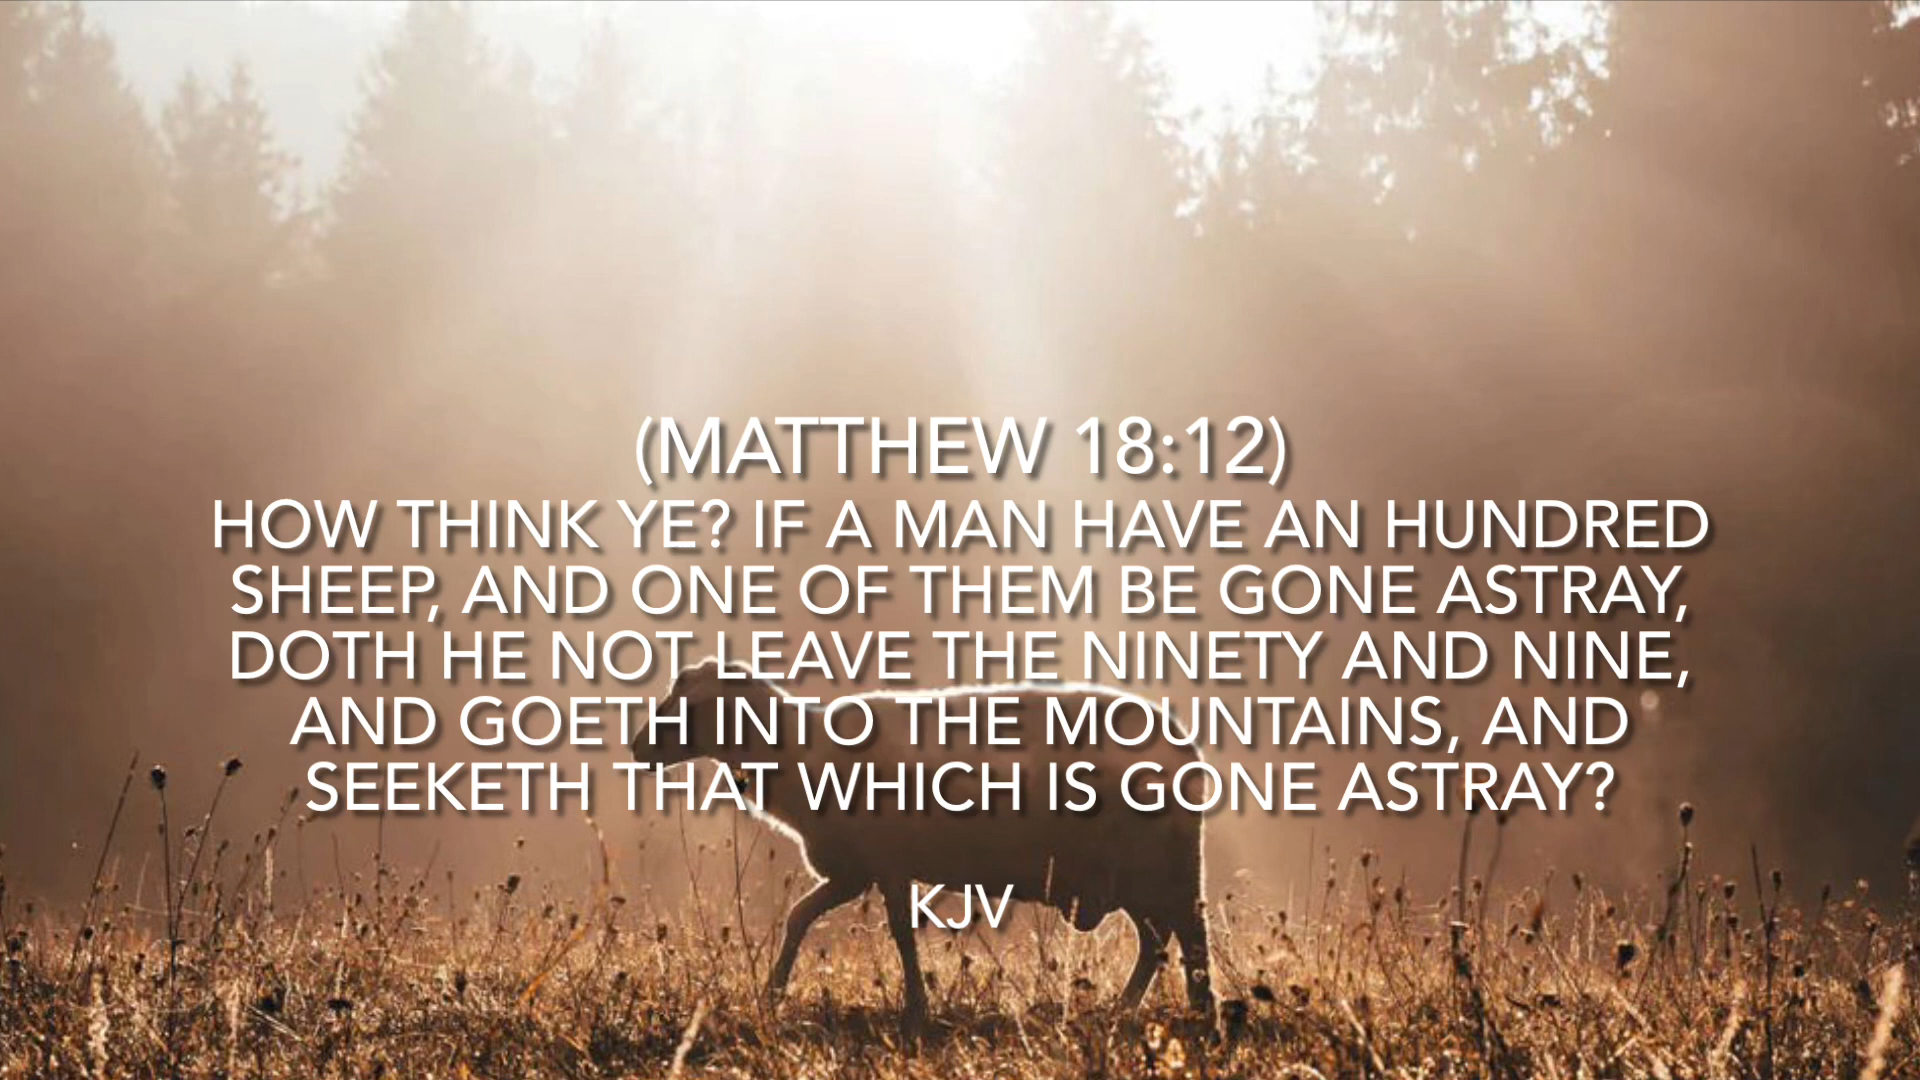 (MATTHEW 18:12)
HOW THINK YE? IF A MAN HAVE AN HUNDRED
SHEEP, AND ONE OF THEM BE GONE ASTRAY,
DOTH HE NOT LEAVE THE NINETY AND NINE,
AND GOETH INTO THE MOUNTAINS, AND
SEEKETH THAT WHICH IS GONE ASTRAY?
KJV